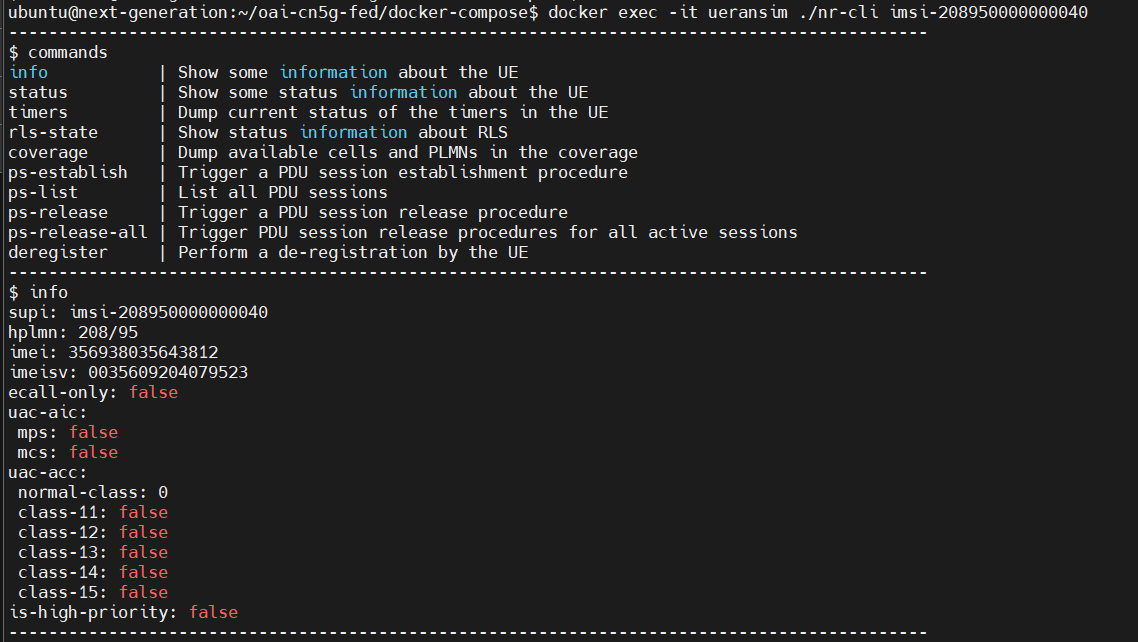 ubuntu@next-generation:~/oai-cn5g-fed/docker-compose$ docker exec -it ueransim ./nr-cli imsi-208950000000040
--------------------------------------------------------------------------------------------
$ commands
info           | Show some information about the UE
status         | Show some status information about the UE
timers         | Dump current status of the timers in the UE
rls-state      | Show status information about RLS
coverage       | Dump available cells and PLMNs in the coverage
ps-establish   | Trigger a PDU session establishment procedure
ps-list        | List all PDU sessions
ps-release     | Trigger a PDU session release procedure
ps-release-all | Trigger PDU session release procedures for all active sessions
deregister     | Perform a de-registration by the UE
--------------------------------------------------------------------------------------------
$ info
supi: imsi-208950000000040
hplmn: 208/95
imei: 356938035643812
imeisv: 0035609204079523
ecall-only: false
uac-aic:
 mps: false
 mcs: false
uac-acc:
 normal-class: 0
 class-11: false
 class-12: false
 class-13: false
 class-14: false
 class-15: false
is-high-priority: false
--------------------------------------------------------------------------------------------